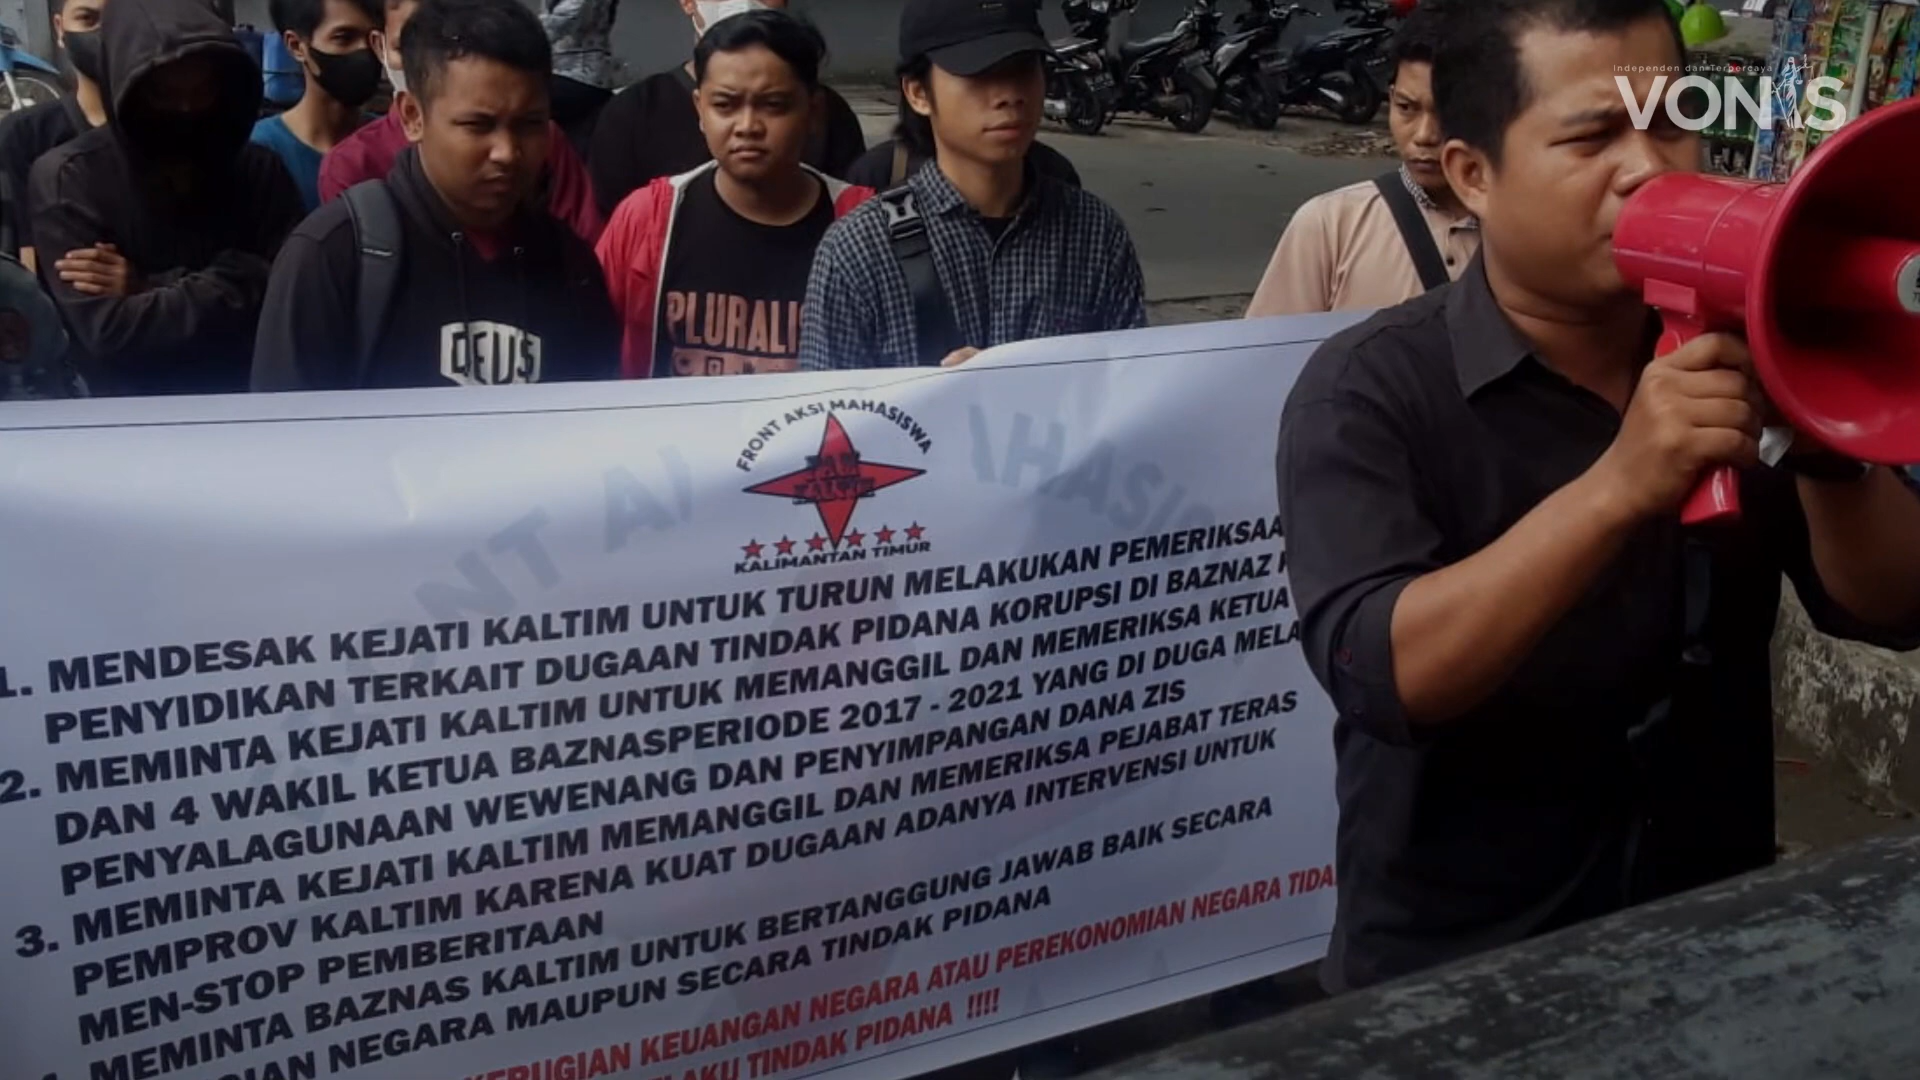 Independen dan Terpercaya
VONIS
DEUS
PLURALIS
FRONT AKSI MAHASISWA
KALIMANTAN TIMUR
1. MENDESAK KEJATI KALTIM UNTUK TURUN MELAKUKAN PEMERIKSAA
PENYIDIKAN TERKAIT DUGAAN TINDAK PIDANA KORUPSI DI BAZNAZ
2. MEMINTA KEJATI KALTIM UNTUK MEMANGGIL DAN MEMERIKSA KETUA
DAN 4 WAKIL KETUA BAZNASPERIODE 2017 - 2021 YANG DI DUGA MELA
PENYALAGUNAAN WEWENANG DAN PENYIMPANGAN DANA ZIS
3. MEMINTA KEJATI KALTIM MEMANGGIL DAN MEMERIKSA PEJABAT TERAS
PEMPROV KALTIM KARENA KUAT DUGAAN ADANYA INTERVENSI UNTUK
MEN-STOP PEMBERITAAN
MEMINTA BAZNAS KALTIM UNTUK BERTANGGUNG JAWAB BAIK SECARA
GIAN NEGARA MAUPUN SECARA TINDAK PIDANA
KERUGIAN KEUANGAN NEGARA ATAU PEREKONOMIAN NEGARA TIDA
LAKU TINDAK PIDANA !!!!